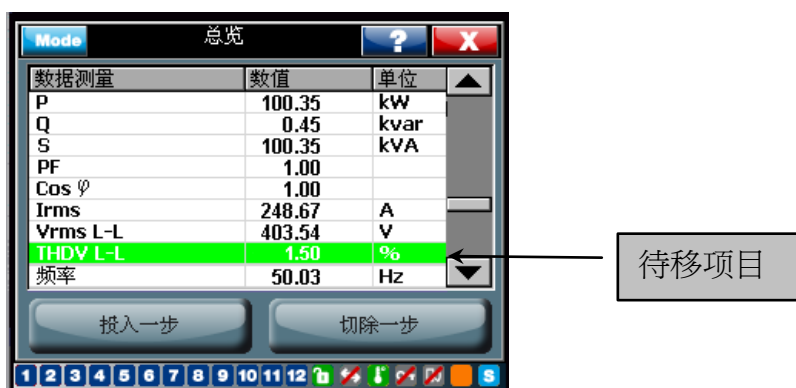 Mode 总览 ? X
数据测量 数值 单位
P 100.35 kW
Q 0.45 kvar
S 100.35 kVA
PF 1.00
Cos φ 1.00
Irms 248.67 A
Vrms L-L 403.54 V
THDV L-L 1.50 %
频率 50.03 Hz
待移项目
投入一步 切除一步
1 2 3 4 5 6 7 8 9 10 11 12 S